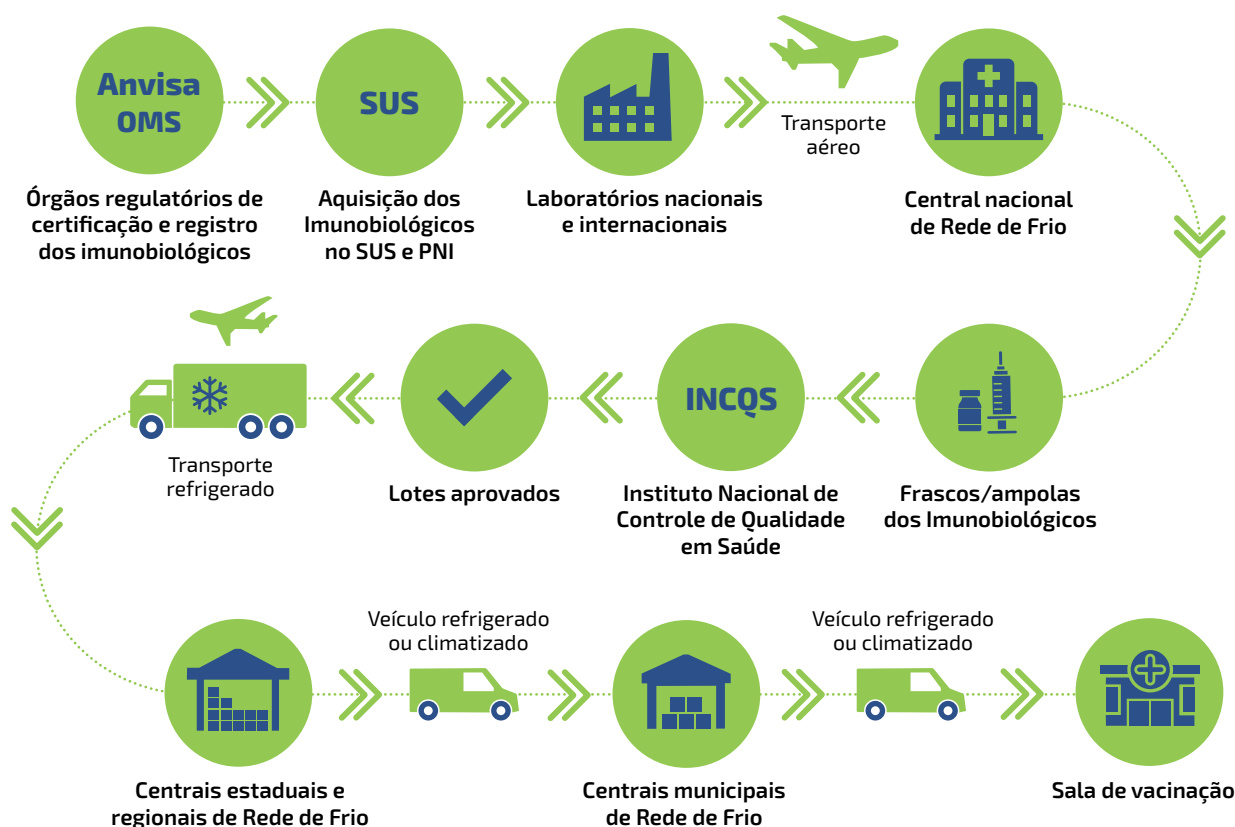 Anvisa
OMS
Órgãos regulatórios de
certificação e registro
dos imunobiológicos
SUS
Aquisição dos
Imunobiológicos
no SUS e PNI
Laboratórios nacionais
e internacionais
Transporte
aéreo
Central nacional
de Rede de Frio
Frascos/ampolas
dos Imunobiológicos
INCQS
Instituto Nacional de
Controle de Qualidade
em Saúde
Lotes aprovados
Transporte
refrigerado
Centrais estaduais e
regionais de Rede de Frio
Veículo refrigerado
ou climatizado
Centrais municipais
de Rede de Frio
Veículo refrigerado
ou climatizado
Sala de vacinação